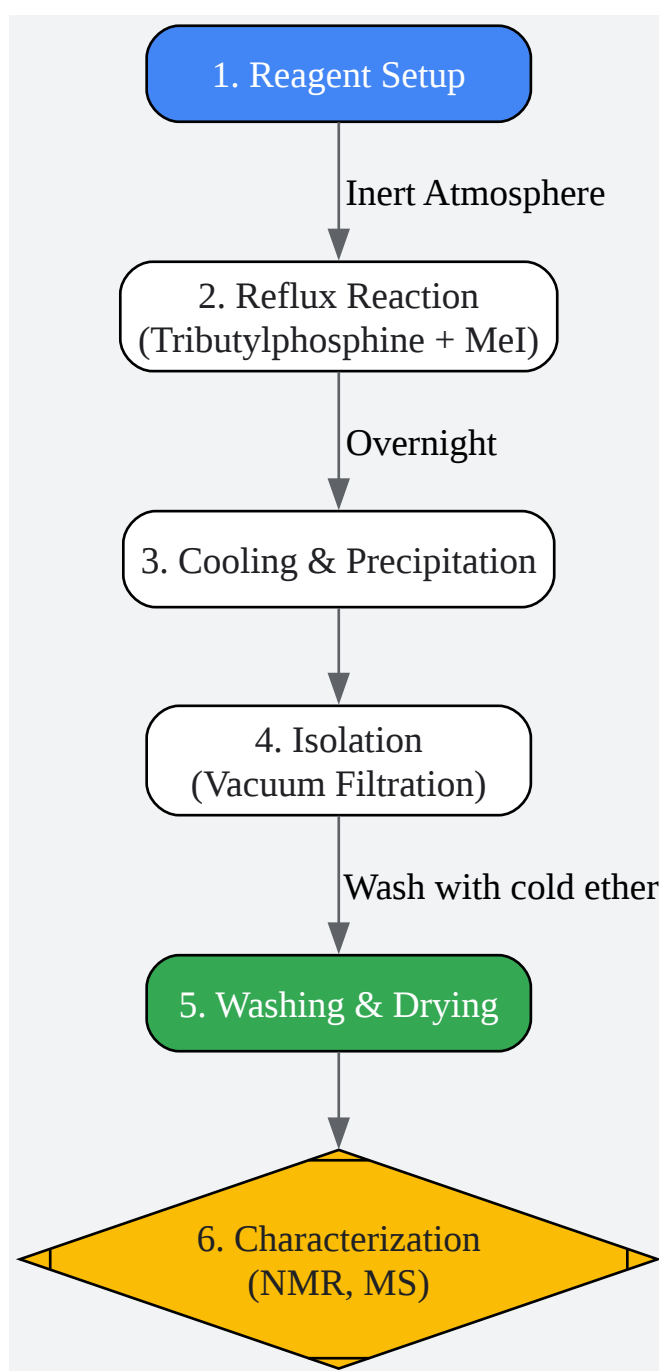 1. Reagent Setup
Inert Atmosphere
2. Reflux Reaction
(Tributylphosphine + MeI)
Overnight
3. Cooling & Precipitation
4. Isolation
(Vacuum Filtration)
Wash with cold ether
5. Washing & Drying
6. Characterization
(NMR, MS)